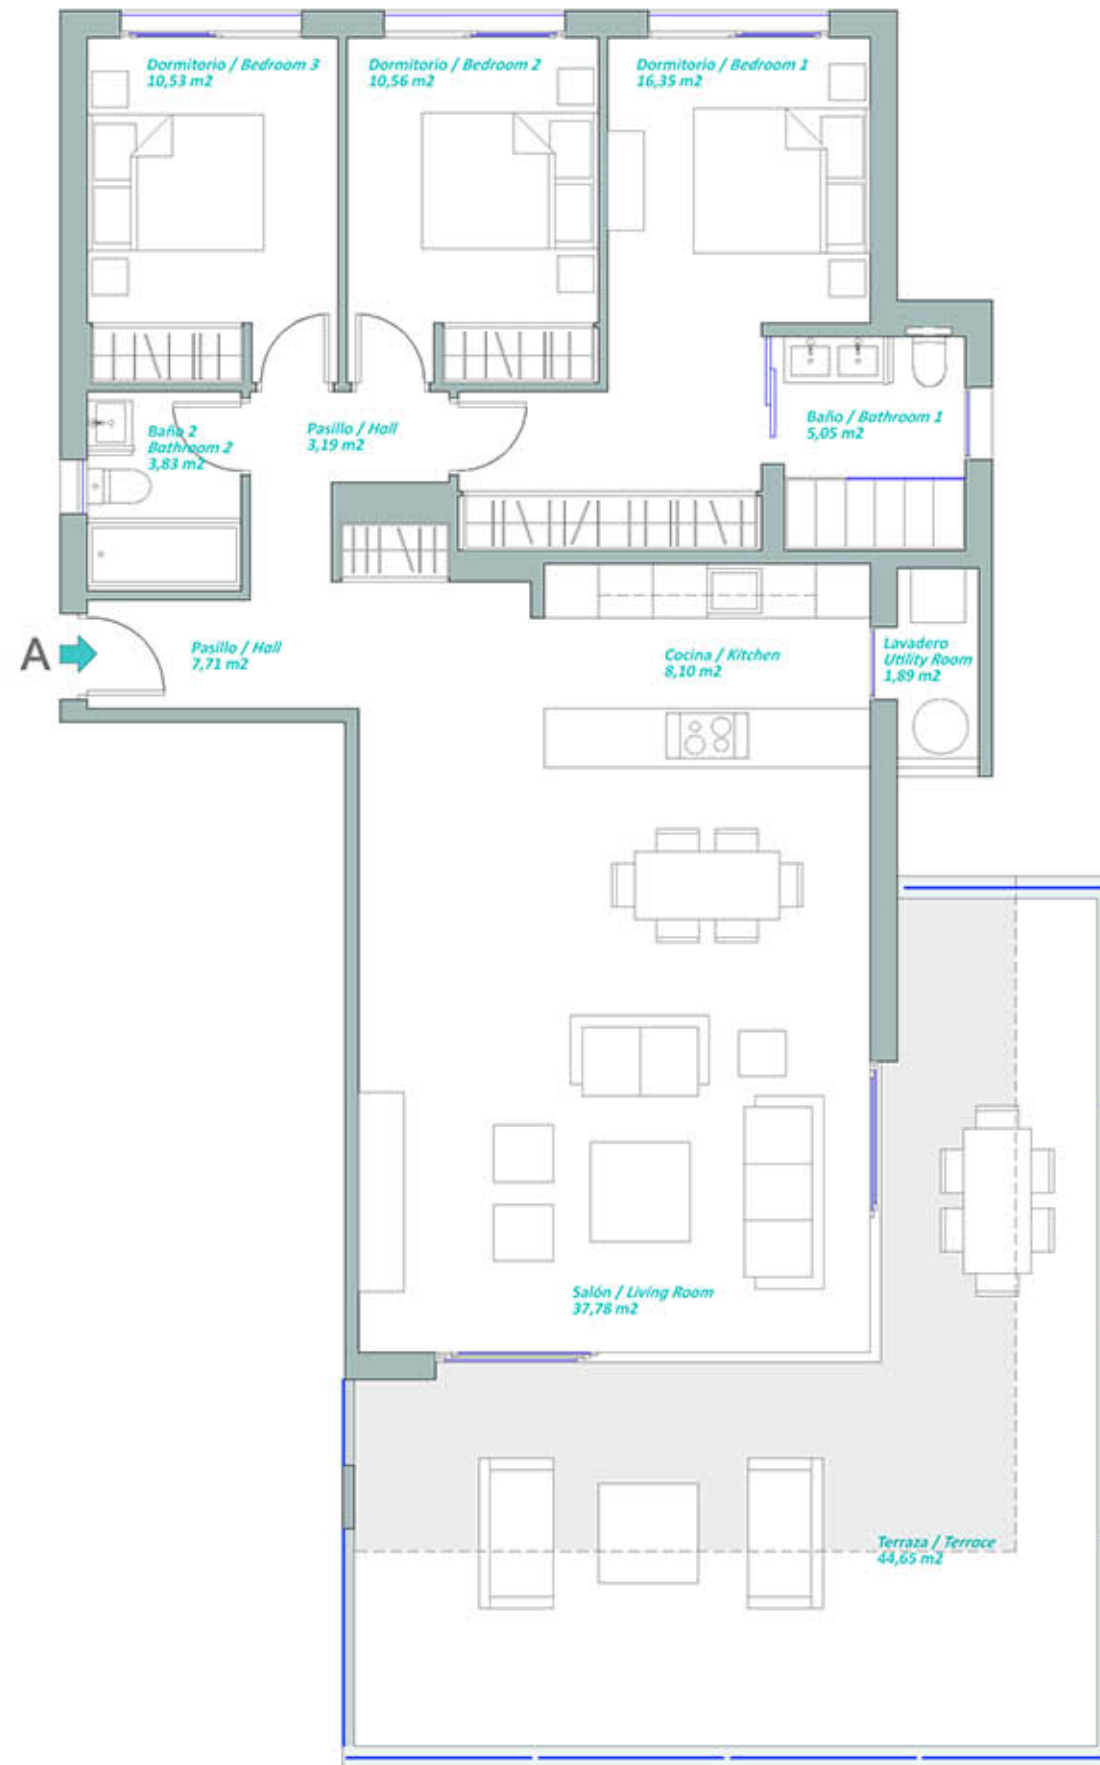 Dormitorio / Bedroom 3
10,53 m2
Dormitorio / Bedroom 2
10,56 m2
Dormitorio / Bedroom 1
16,35 m2
Baño 2
Bathroom 2
3,83 m2
Pasillo / Hall
3,19 m2
Baño / Bathroom 1
5,05 m2
A
Pasillo / Hall
7,71 m2
Cocina / Kitchen
8,10 m2
Lavadero
Utility Room
1,89 m2
Salón / Living Room
37,78 m2
Terraza / Terrace
44,65 m2